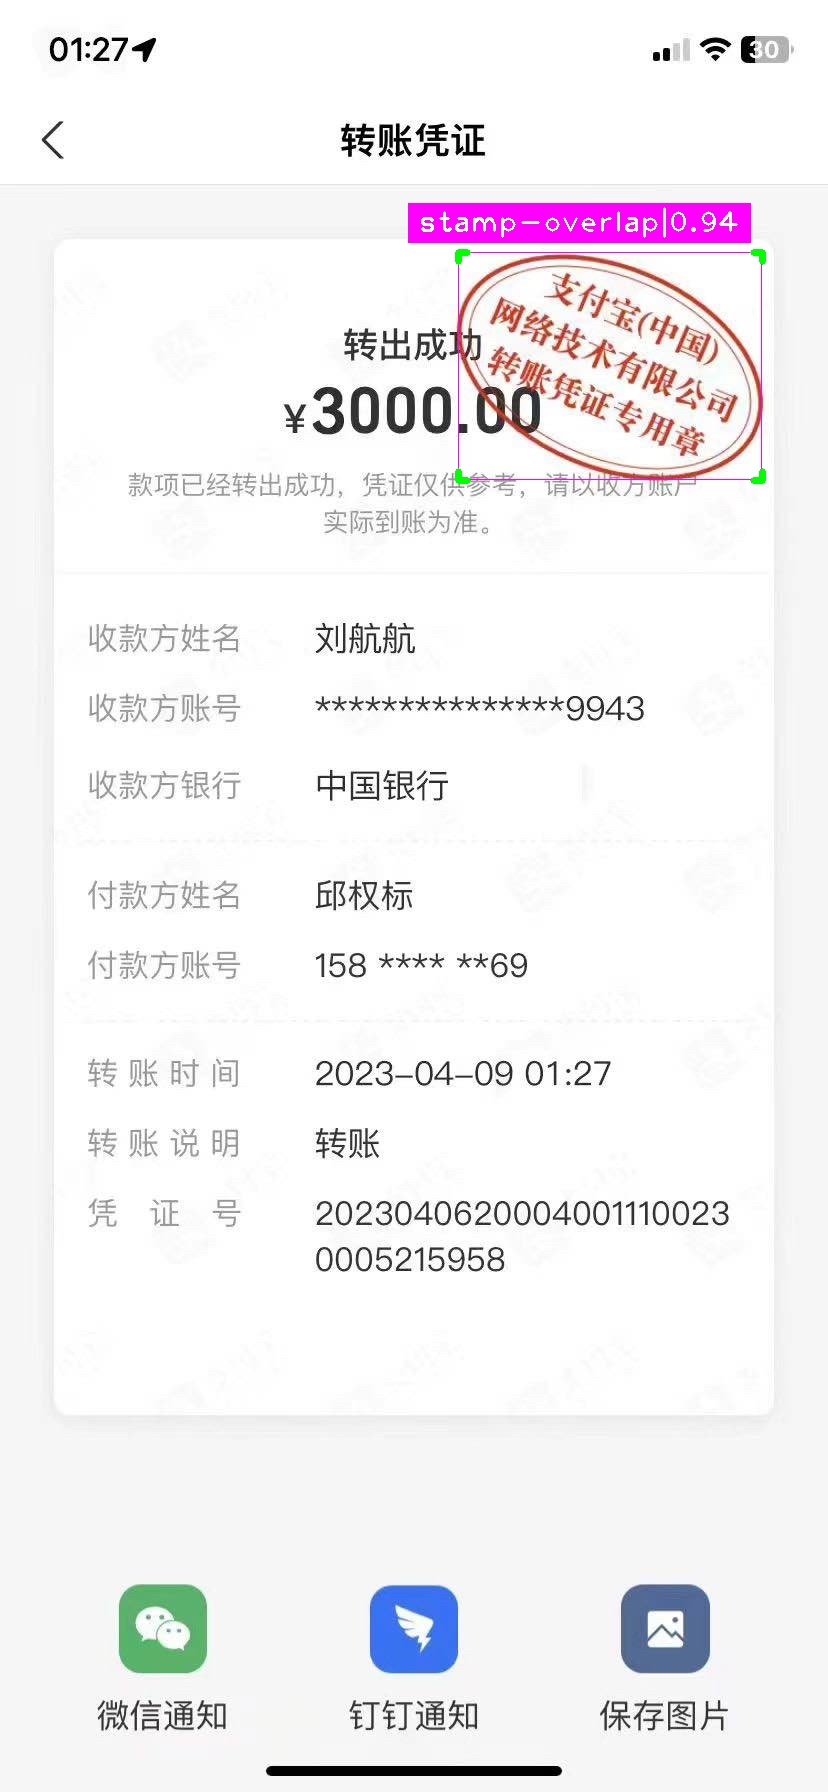 01:27
30
转账凭证
stamp-overlap|0.94
支付宝(中国)
网络技术有限公司
转账凭证专用章
转出成功
¥3000.00
款项已经转出成功，凭证仅供参考，请以收方账户
实际到账为准。
收款方姓名 刘航航
收款方账号 ***************9943
收款方银行 中国银行
付款方姓名 邱权标
付款方账号 158 **** **69
转账时间 2023-04-09 01:27
转账说明 转账
凭证号 2023040620004001110023
0005215958
微信通知 钉钉通知 保存图片